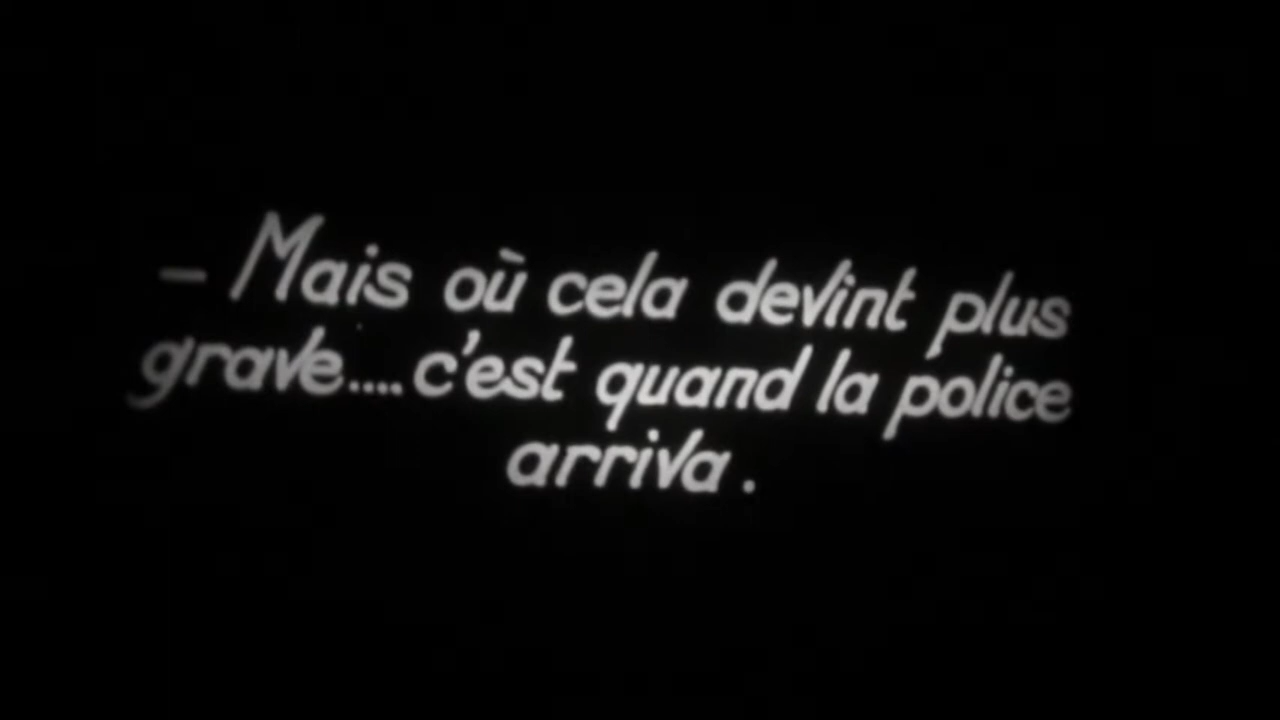 – Mais où cela devint plus
grave.... c'est quand la police
arriva.